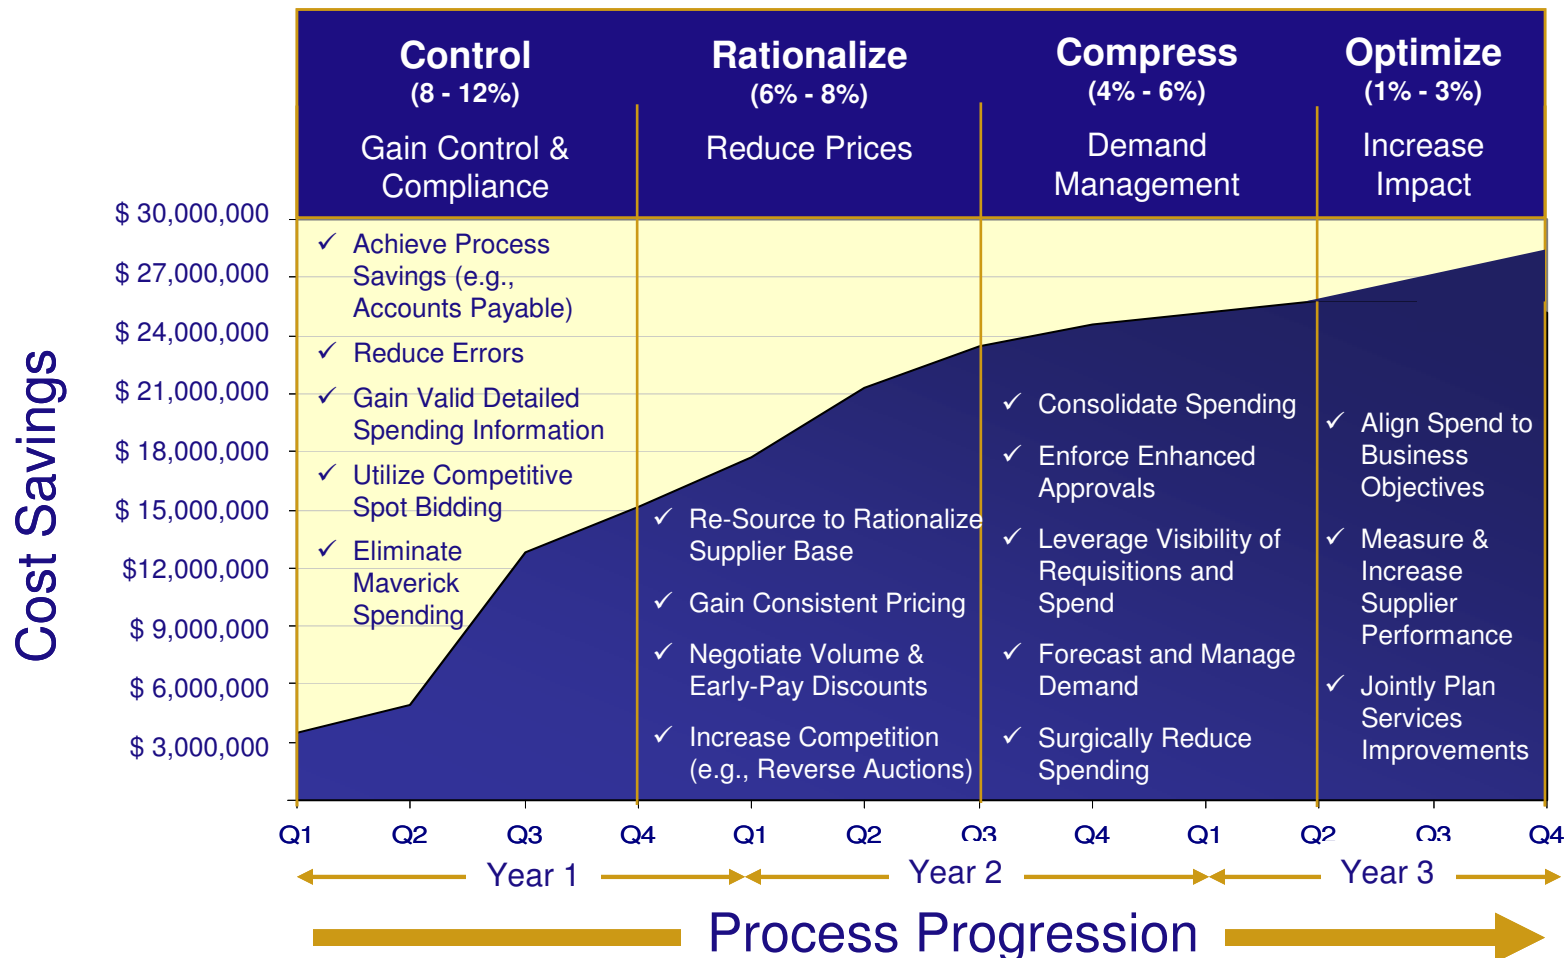 Control
(8 - 12%)
Gain Control &
Compliance
Rationalize
(6% - 8%)
Reduce Prices
Compress
(4% - 6%)
Demand
Management
Optimize
(1% - 3%)
Increase
Impact
Cost Savings
$ 30,000,000
$ 27,000,000
$ 24,000,000
$ 21,000,000
$ 18,000,000
$ 15,000,000
$12,000,000
$ 9,000,000
$ 6,000,000
$ 3,000,000
✓ Achieve Process
Savings (e.g.,
Accounts Payable)
✓ Reduce Errors
✓ Gain Valid Detailed
Spending Information
✓ Utilize Competitive
Spot Bidding
✓ Eliminate
Maverick
Spending
✓ Re-Source to Rationalize
Supplier Base
✓ Gain Consistent Pricing
✓ Negotiate Volume &
Early-Pay Discounts
✓ Increase Competition
(e.g., Reverse Auctions)
✓ Consolidate Spending
✓ Enforce Enhanced
Approvals
✓ Leverage Visibility of
Requisitions and
Spend
✓ Forecast and Manage
Demand
✓ Surgically Reduce
Spending
✓ Align Spend to
Business
Objectives
✓ Measure &
Increase
Supplier
Performance
✓ Jointly Plan
Services
Improvements
Q1 Q2 Q3 Q4 Q1 Q2 Q3 Q4 Q1 Q2 Q3 Q4
Year 1 Year 2 Year 3
Process Progression